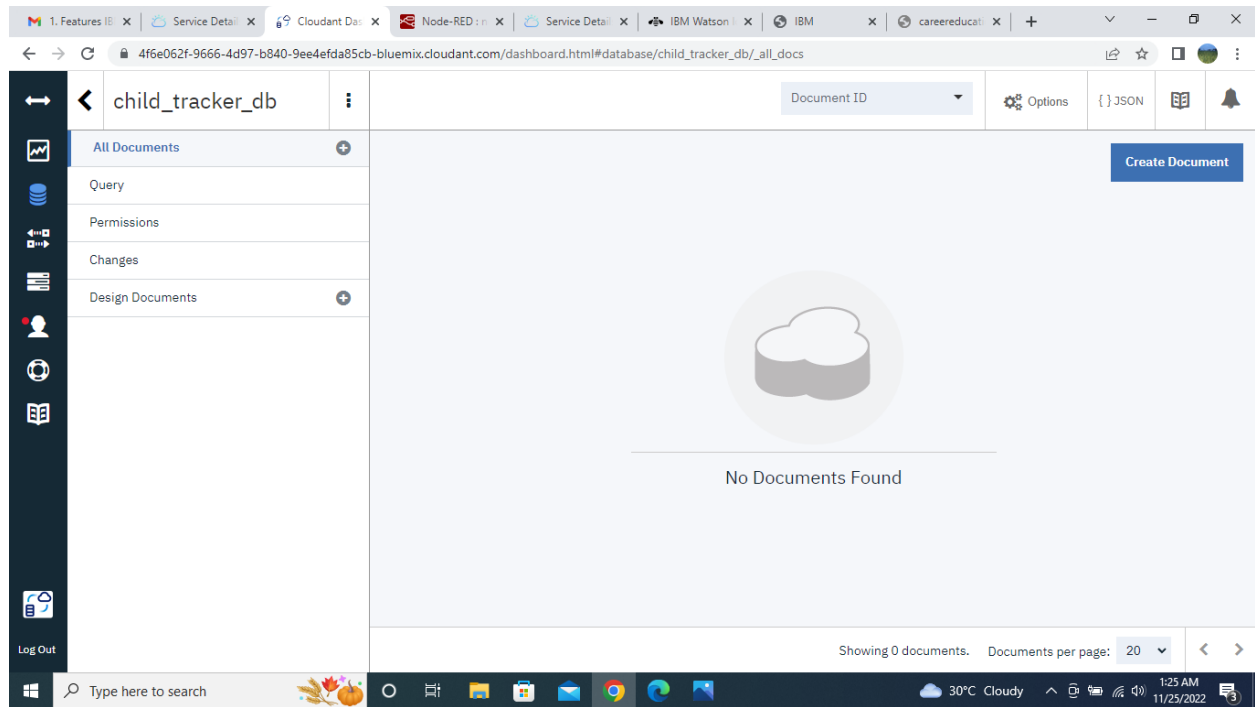 1. Features IB
Service Detail
Cloudant Das
Node-RED : n
Service Detail
IBM Watson I
IBM
careereducati
4f6e062f-9666-4d97-b840-9ee4efda85cb-bluemix.cloudant.com/dashboard.html#database/child_tracker_db/_all_docs
child_tracker_db
Document ID
Options
{ } JSON
All Documents
Create Document
Query
Permissions
Changes
Design Documents
No Documents Found
Log Out
Showing 0 documents. Documents per page: 20
Type here to search
30°C Cloudy
1:25 AM
11/25/2022
3